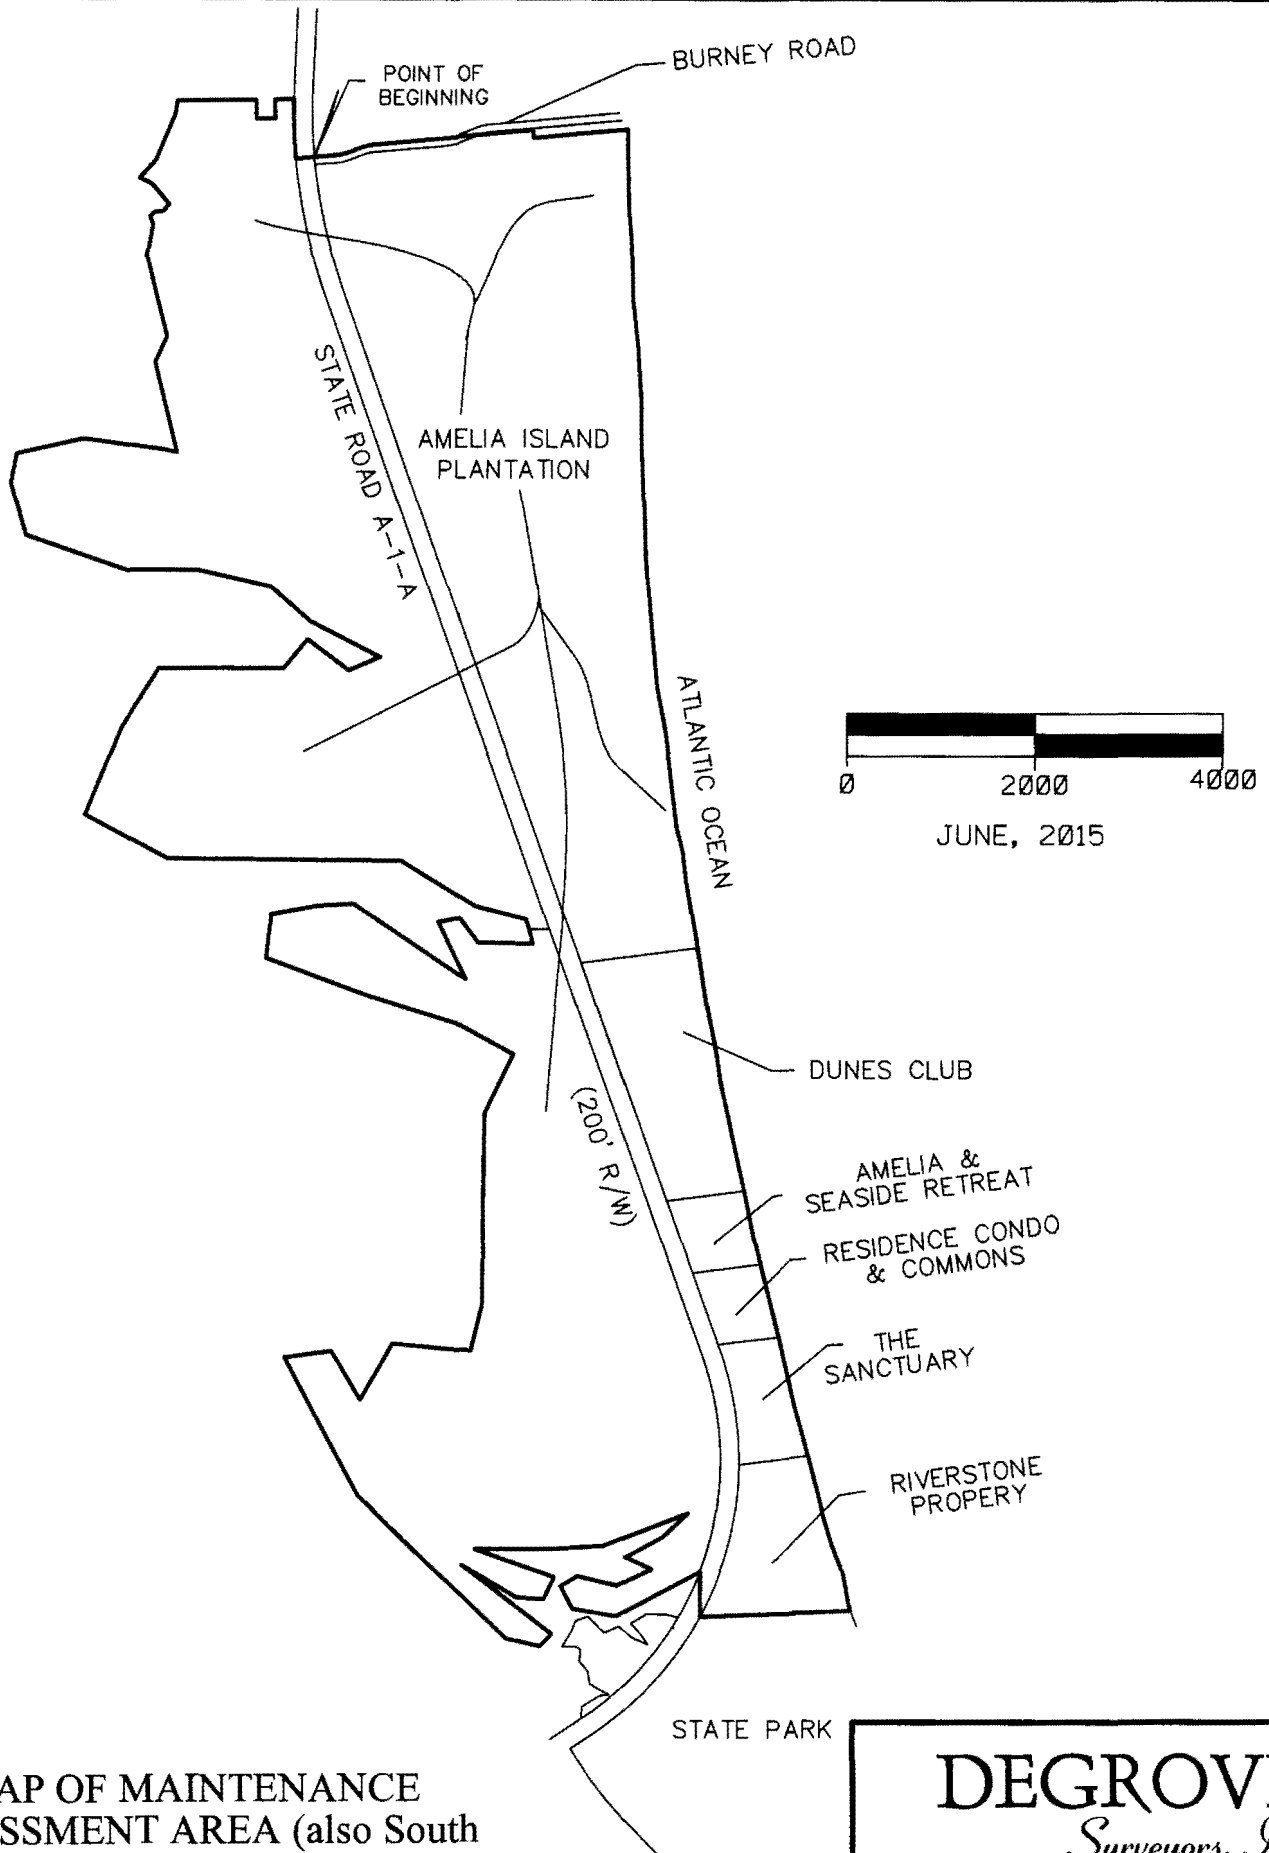 BURNEY ROAD
POINT OF
BEGINNING
STATE ROAD A-1-A
AMELIA ISLAND
PLANTATION
ATLANTIC OCEAN
0 2000 4000
JUNE, 2015
DUNES CLUB
(200' R/W)
AMELIA &
SEASIDE RETREAT
RESIDENCE CONDO
& COMMONS
THE
SANCTUARY
RIVERSTONE
PROPERY
STATE PARK
AP OF MAINTENANCE
SSMENT AREA (also South
DEGROV
Surveyors,